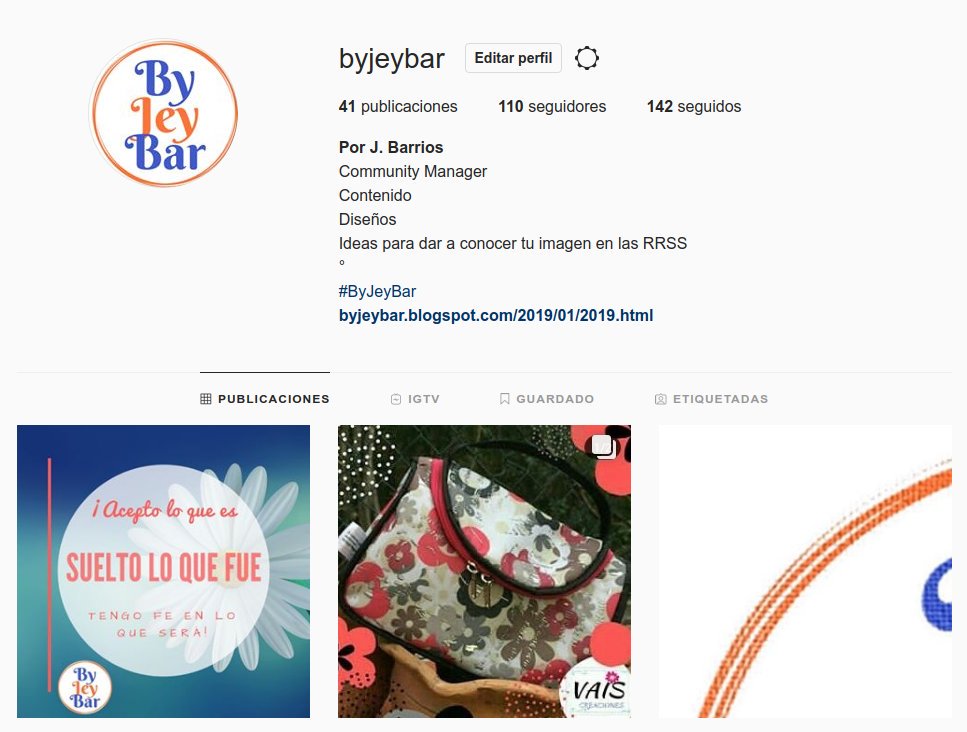 By
Jey
Bar
byjeybar
Editar perfil
41 publicaciones
110 seguidores
142 seguidos
Por J. Barrios
Community Manager
Contenido
Diseños
Ideas para dar a conocer tu imagen en las RRSS
°
#ByJeyBar
byjeybar.blogspot.com/2019/01/2019.html
PUBLICACIONES
IGTV
GUARDADO
ETIQUETADAS
¡Acepto lo que es
SUELTO LO QUE FUE
TENGO FE EN LO
QUE SERA!
By
Jey
Bar
VAIS
CREACIONES